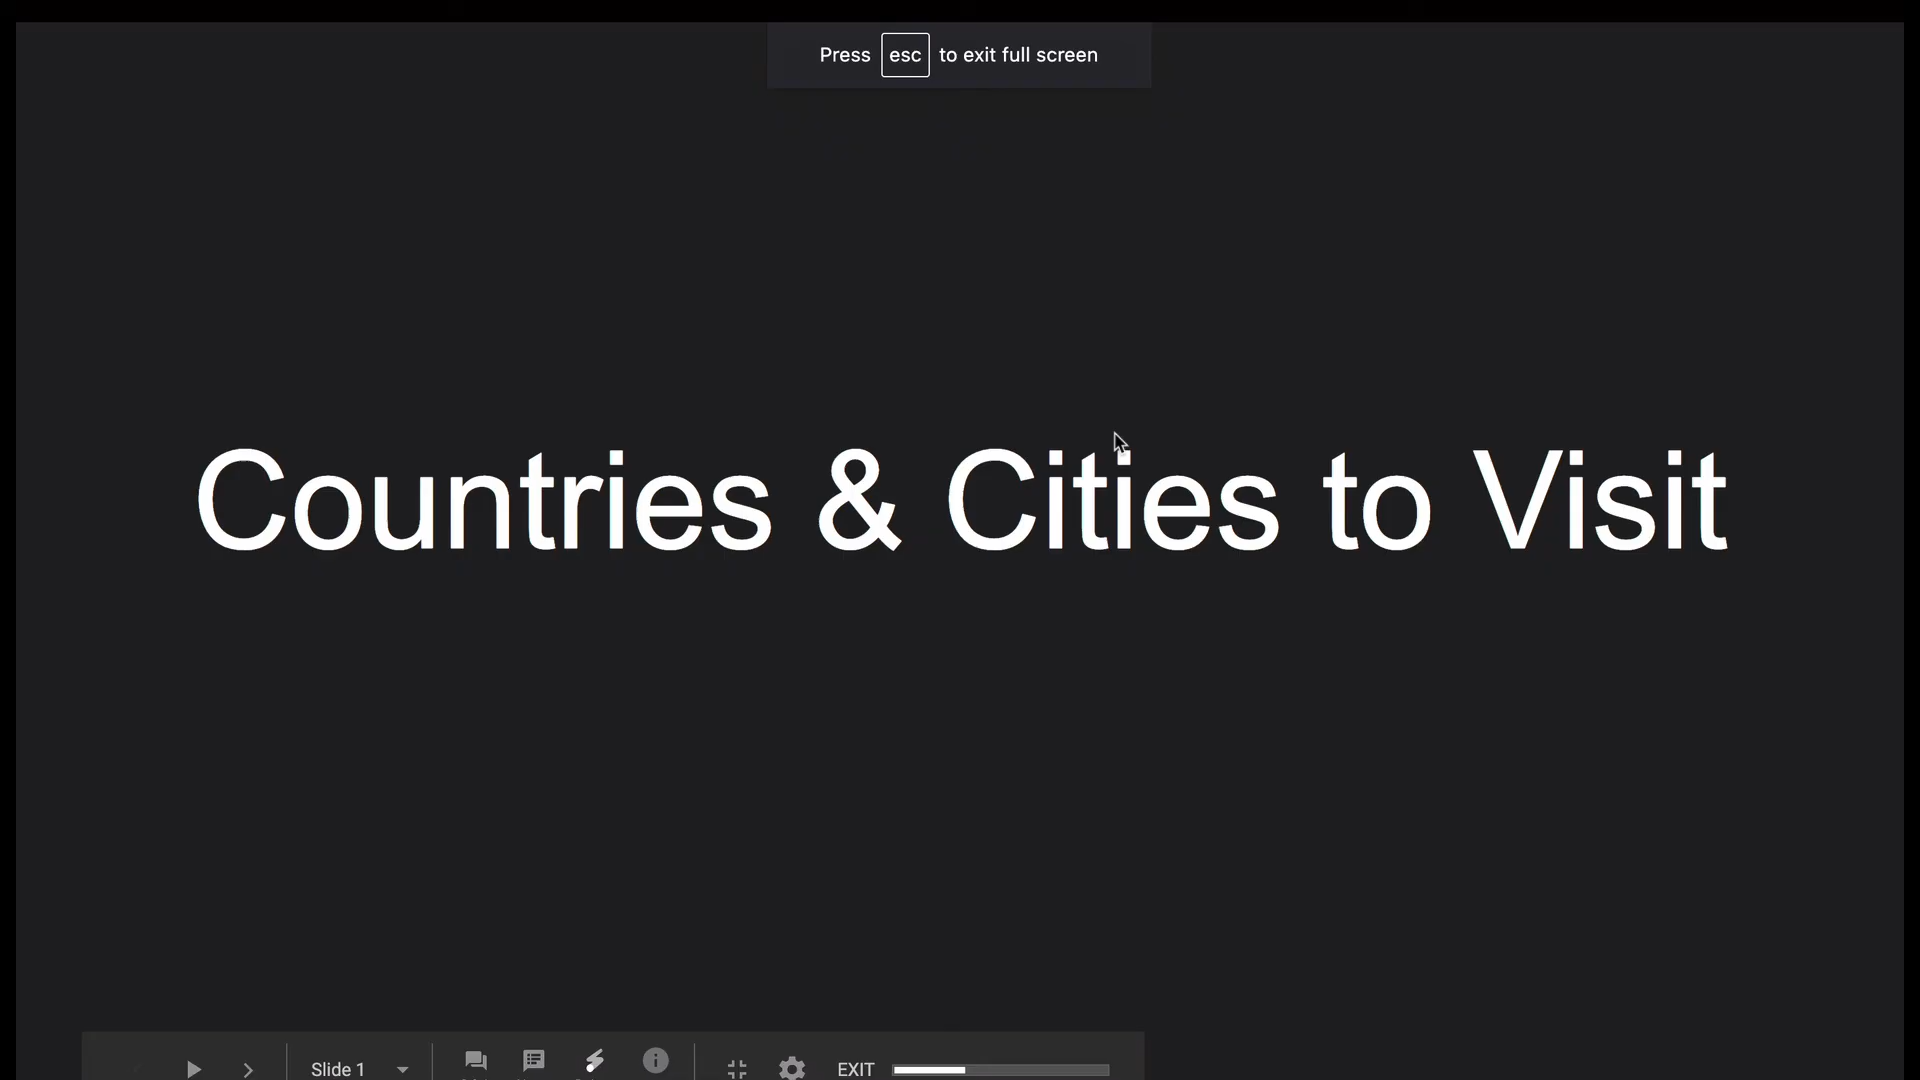 Press esc to exit full screen
Countries & Cities to Visit
Slide 1
EXIT